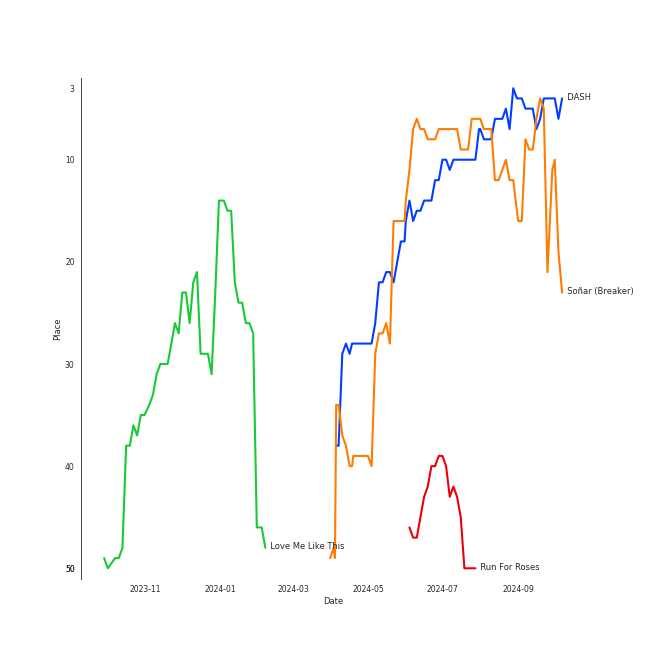 3
DASH
10
20
Soñar (Breaker)
Place
30
40
Love Me Like This
50
Run For Roses
2023-11 2024-01 2024-03 2024-05 2024-07 2024-09
Date